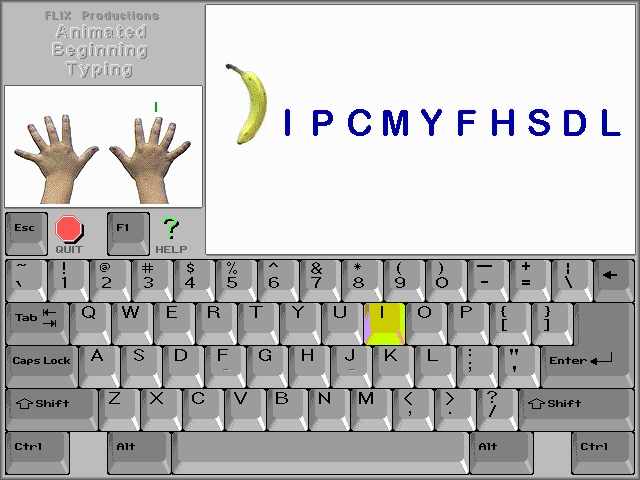 FLIX Productions
Animated
Beginning
Typing
I
I P C M Y F H S D L
Esc
QUIT
F1
?
HELP
~ ! @ # $ % ^ & * ( ) — + ¦
` 1 2 3 4 5 6 7 8 9 0 - = \ ←
Tab Q W E R T Y U I O P { [ } ]
Caps Lock A S D F G H J K L : ; " ' Enter
Shift Z X C V B N M < , > . ? / Shift
Ctrl Alt Alt Ctrl